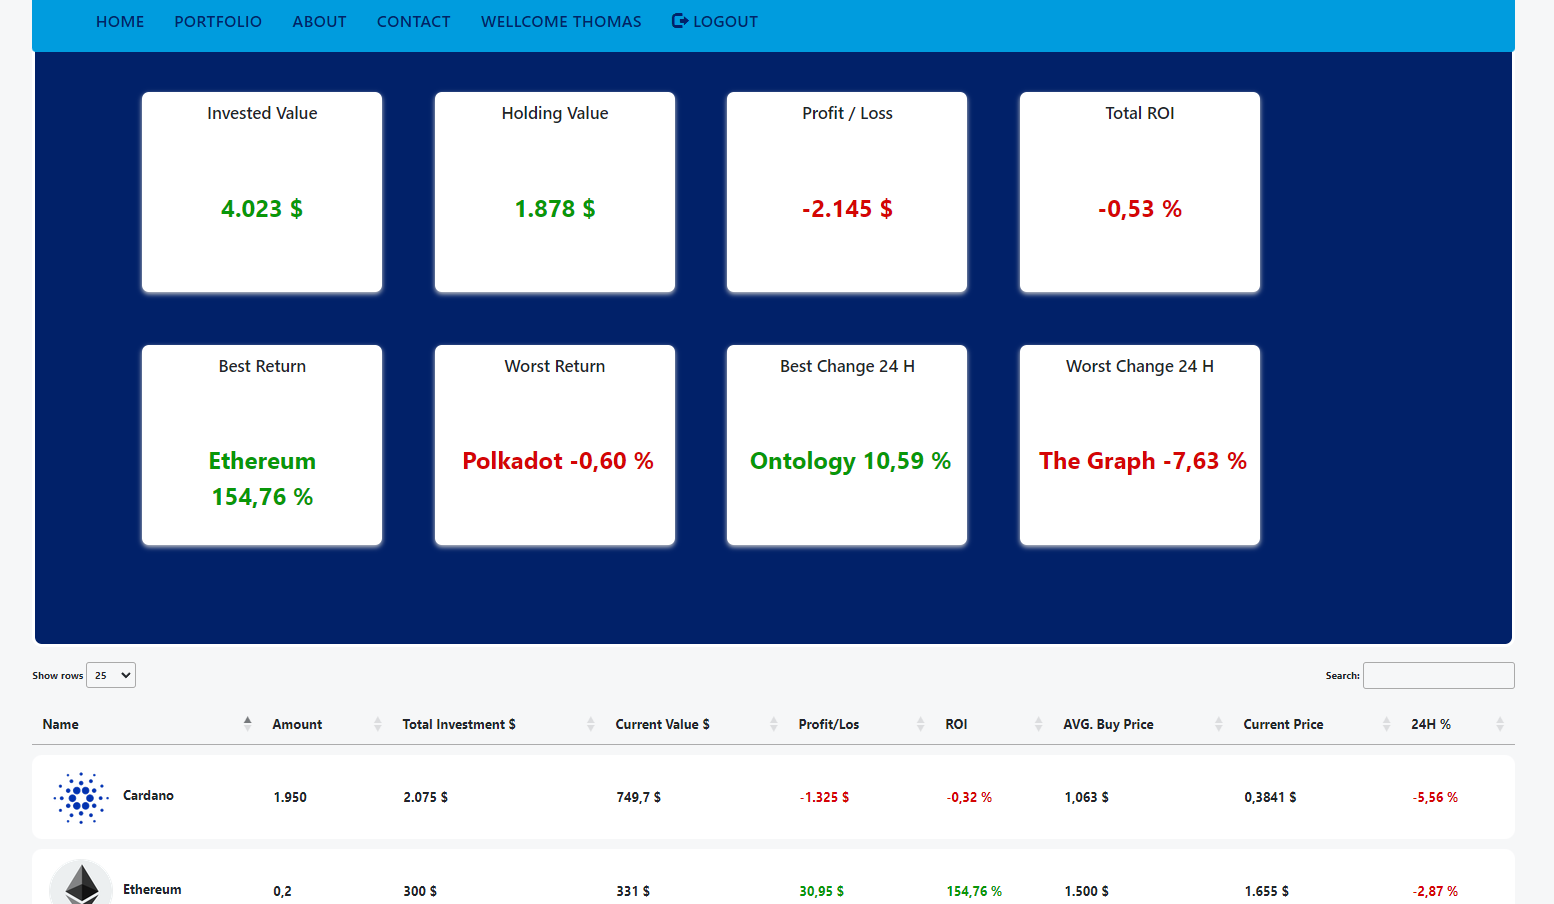 HOME PORTFOLIO ABOUT CONTACT WELLCOME THOMAS LOGOUT
Invested Value
4.023 $
Holding Value
1.878 $
Profit / Loss
-2.145 $
Total ROI
-0,53 %
Best Return
Ethereum
154,76 %
Worst Return
Polkadot -0,60 %
Best Change 24 H
Ontology 10,59 %
Worst Change 24 H
The Graph -7,63 %
Show rows 25 Search:
Name Amount Total Investment $ Current Value $ Profit/Los ROI AVG. Buy Price Current Price 24H %
Cardano 1.950 2.075 $ 749,7 $ -1.325 $ -0,32 % 1,063 $ 0,3841 $ -5,56 %
Ethereum 0,2 300 $ 331 $ 30,95 $ 154,76 % 1.500 $ 1.655 $ -2,87 %